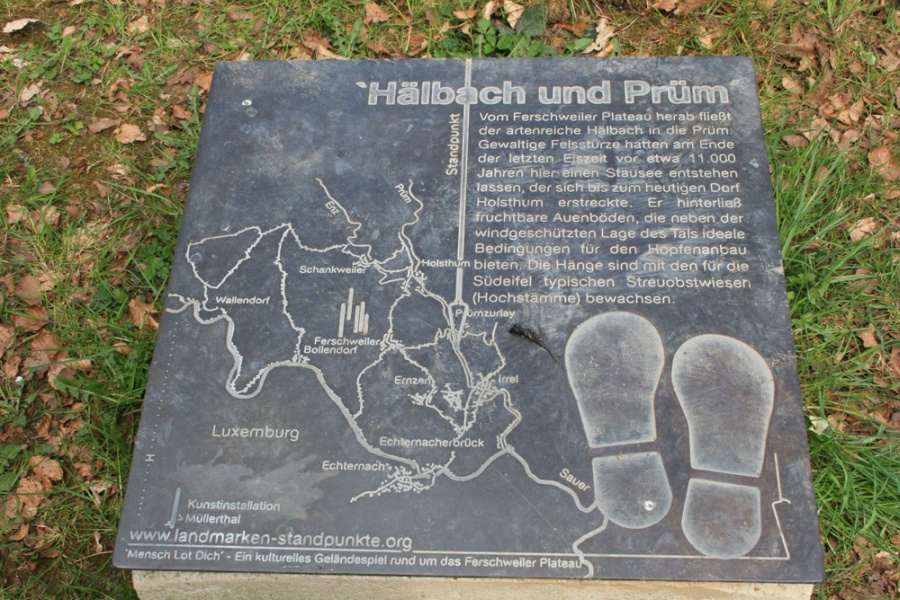 `Hälbach und Prüm
Vom Ferschweiler Plateau herab fließt
der artenreiche Hälbach in die Prüm.
Gewaltige Felsstürze hatten am Ende
der letzten Eiszeit vor etwa 11.000
Jahren hier einen Stausee entstehen
lassen, der sich bis zum heutigen Dorf
Holsthum erstreckte. Er hinterließ
fruchtbare Auenböden, die neben der
windgeschützten Lage des Tals ideale
Bedingungen für den Hopfenanbau
bieten. Die Hänge sind mit den für die
Südeifel typischen Streuobstwiesen
(Hochstämme) bewachsen.
Standpunkt
Enz
Prüm
Schankweiler
Holsthum
Wallendorf
Prümzurlay
Ferschweiler
Bollendorf
Ernzen
Irrel
Luxemburg
Echternacherbrück
Echternach
Sauer
H
Kunstinstallation
Müllerthal
www.landmarken-standpunkte.org
"Mensch Lot Dich" - Ein kulturelles Geländespiel rund um das Ferschweiler Plateau